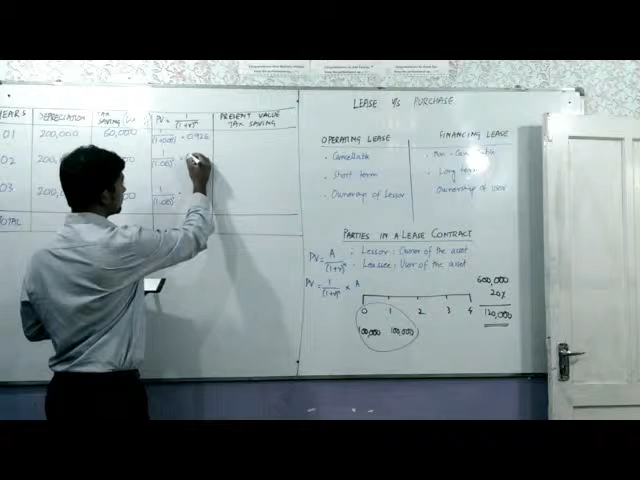 YEARS DEPRECIATION TAX SAVING PV = 1/(1+r)^n PRESENT VALUE TAX SAVING
01 200,000 60,000 1/(1+0.08)^1 = 0.926
02 200, 1/(1.08)^2 =
03 200, 00 1/(1.08)^3 =
TOTAL
LEASE V/S PURCHASE
OPERATING LEASE
• Cancellable
• Short term
• Ownership of Lessor
FINANCING LEASE
• Non-Cancellable
• Long term
Ownership of user
PARTIES IN A LEASE CONTRACT
: Lessor : Owner of the asset
• Leassee : User of the asset
PV = A/(1+r)^n
PV = 1/(1+r)^n × A
0 1 2 3 4
100,000 100,000
600,000
20%
120,000